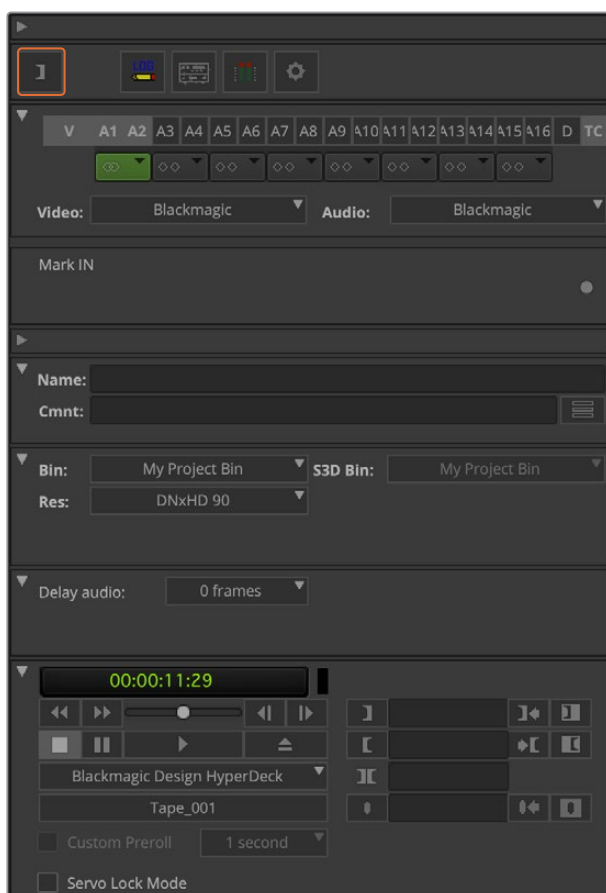 LOG
V A1 A2 A3 A4 A5 A6 A7 A8 A9 A10 A11 A12 A13 A14 A15 A16 D TC
Video: Blackmagic Audio: Blackmagic
Mark IN
Name:
Cmnt:
Bin: My Project Bin S3D Bin: My Project Bin
Res: DNxHD 90
Delay audio: 0 frames
00:00:11:29
Blackmagic Design HyperDeck
Tape_001
Custom Preroll 1 second
Servo Lock Mode